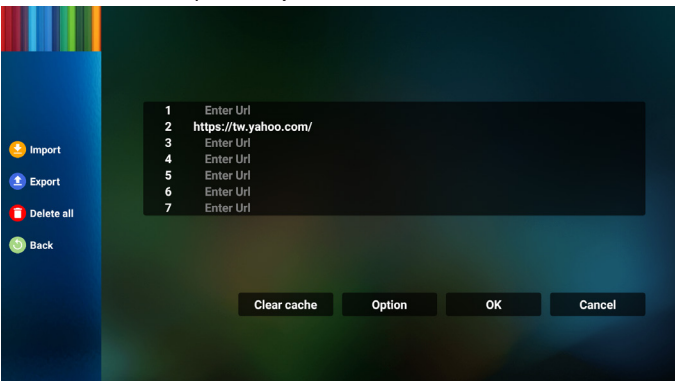 1 Enter Url
2 https://tw.yahoo.com/
3 Enter Url
4 Enter Url
5 Enter Url
6 Enter Url
7 Enter Url
Import
Export
Delete all
Back
Clear cache Option OK Cancel